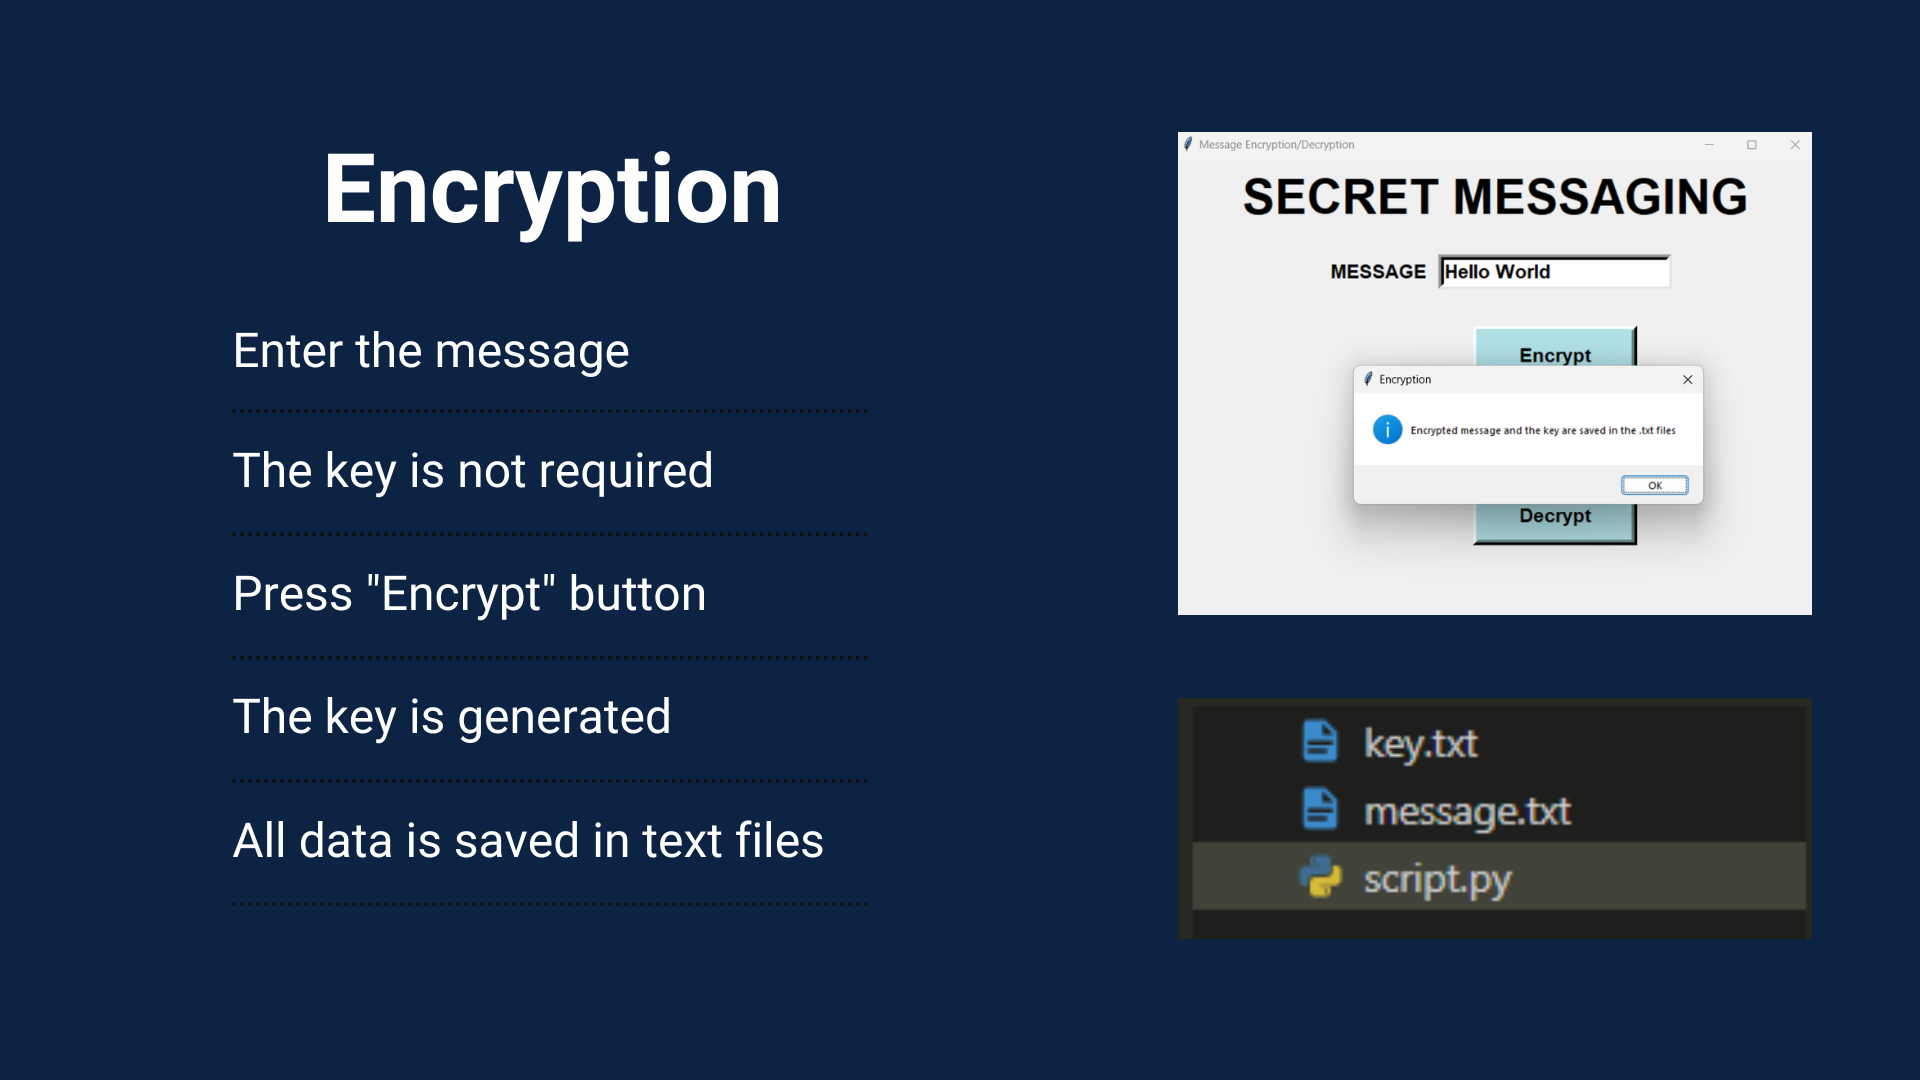 Encryption
Enter the message
The key is not required
Press "Encrypt" button
The key is generated
All data is saved in text files
Message Encryption/Decryption
SECRET MESSAGING
MESSAGE
Hello World
Encrypt
Encryption
Encrypted message and the key are saved in the .txt files
OK
Decrypt
key.txt
message.txt
script.py